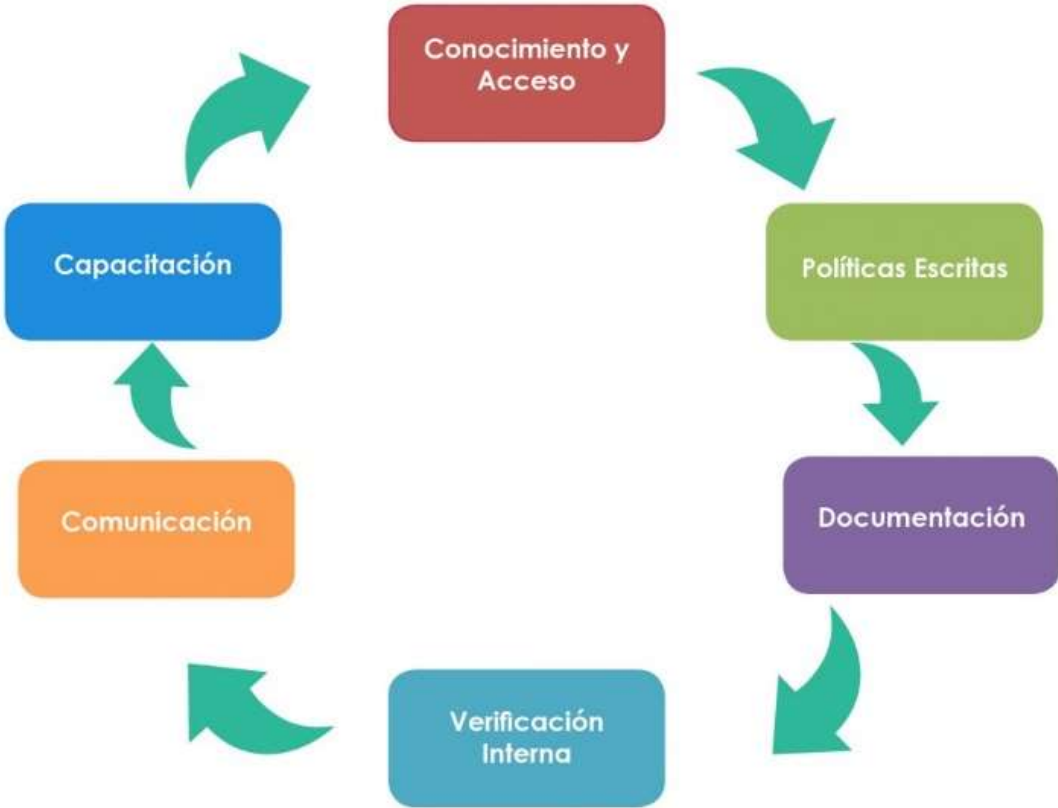 Conocimiento y
Acceso
Políticas Escritas
Documentación
Verificación
Interna
Comunicación
Capacitación